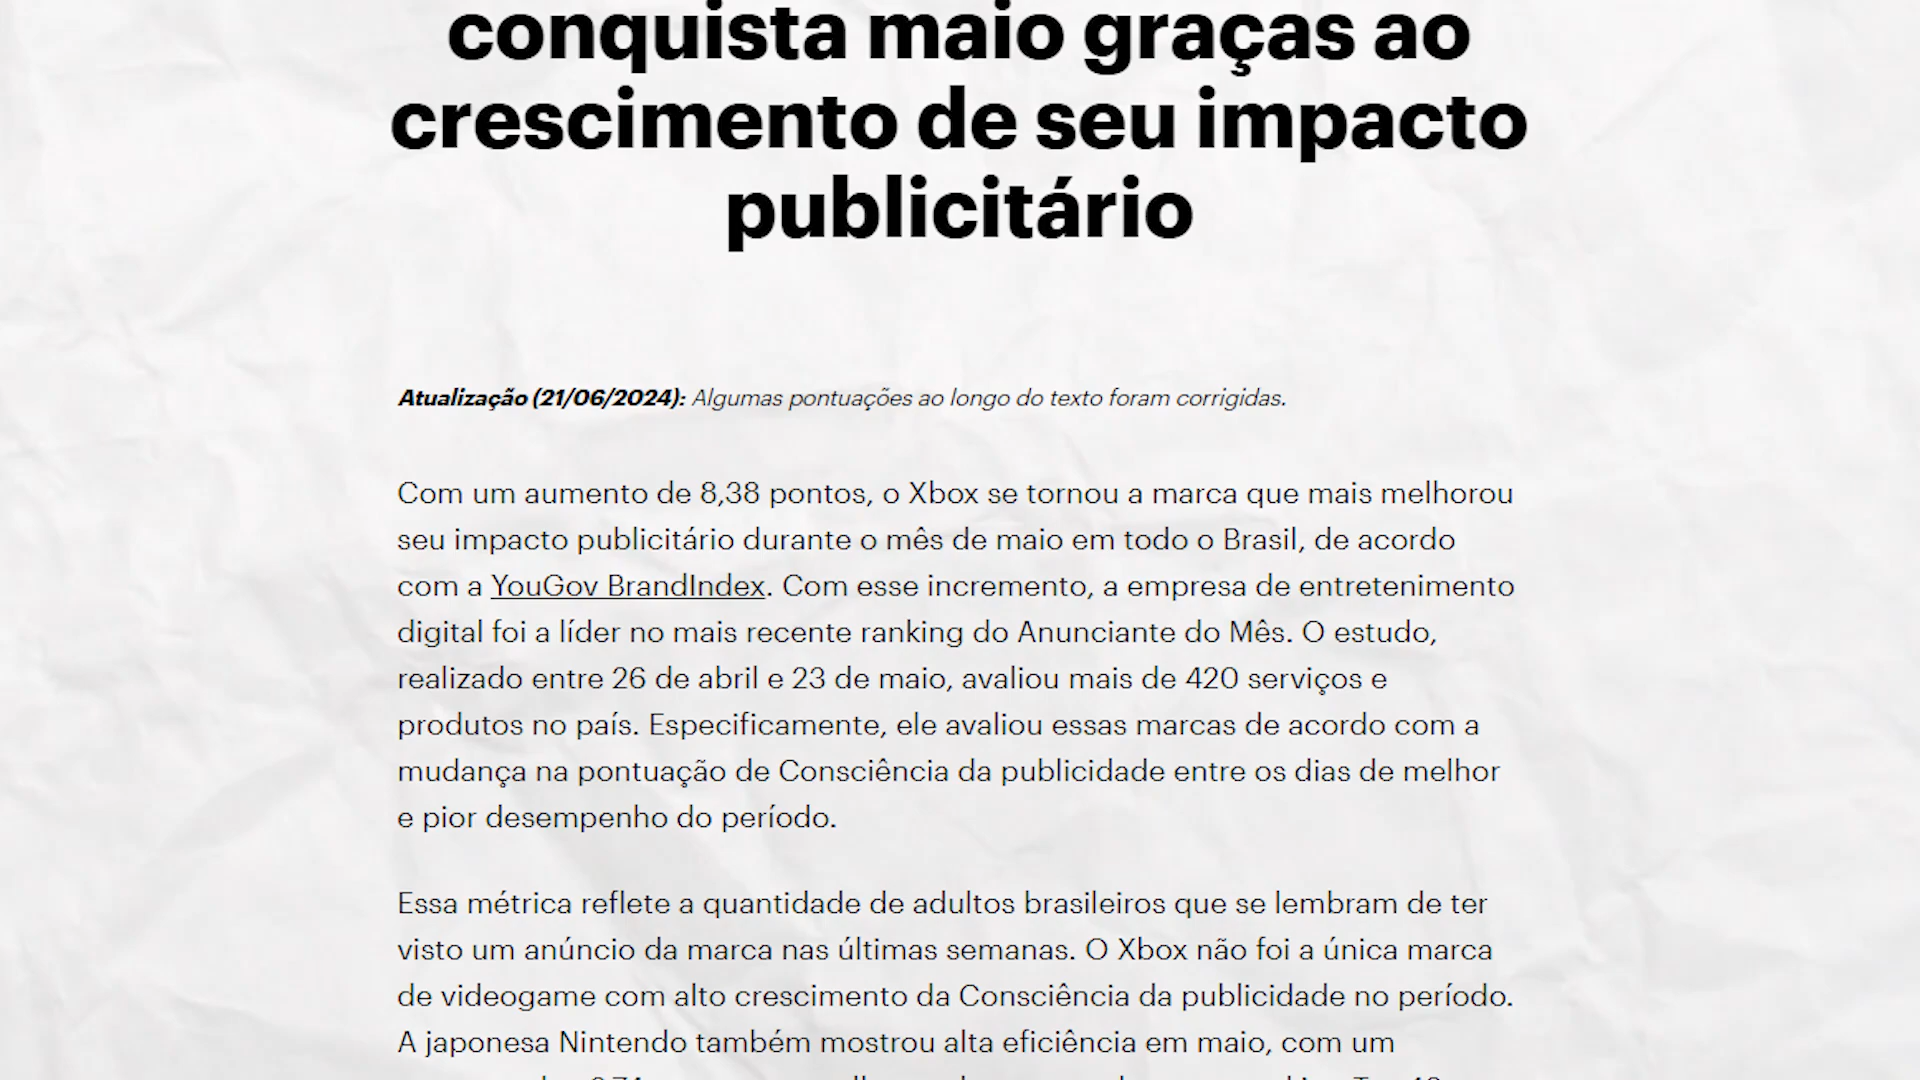 conquista maio graças ao
crescimento de seu impacto
publicitário
Atualização (21/06/2024): Algumas pontuações ao longo do texto foram corrigidas.
Com um aumento de 8,38 pontos, o Xbox se tornou a marca que mais melhorou
seu impacto publicitário durante o mês de maio em todo o Brasil, de acordo
com a YouGov BrandIndex. Com esse incremento, a empresa de entretenimento
digital foi a líder no mais recente ranking do Anunciante do Mês. O estudo,
realizado entre 26 de abril e 23 de maio, avaliou mais de 420 serviços e
produtos no país. Especificamente, ele avaliou essas marcas de acordo com a
mudança na pontuação de Consciência da publicidade entre os dias de melhor
e pior desempenho do período.
Essa métrica reflete a quantidade de adultos brasileiros que se lembram de ter
visto um anúncio da marca nas últimas semanas. O Xbox não foi a única marca
de videogame com alto crescimento da Consciência da publicidade no período.
A japonesa Nintendo também mostrou alta eficiência em maio, com um